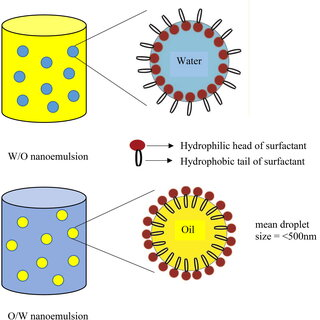 Water
W/O nanoemulsion
Hydrophilic head of surfactant
Hydrophobic tail of surfactant
Oil
mean droplet
size = <500nm
O/W nanoemulsion